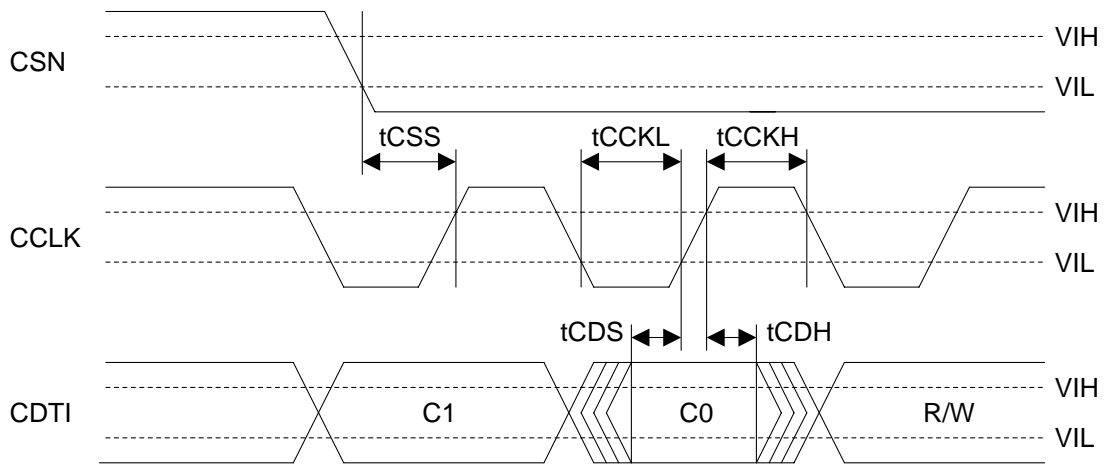 VIH
CSN
VIL
tCSS tCCKL tCCKH
VIH
CCLK
VIL
tCDS tCDH
VIH
CDTI C1 C0 R/W
VIL